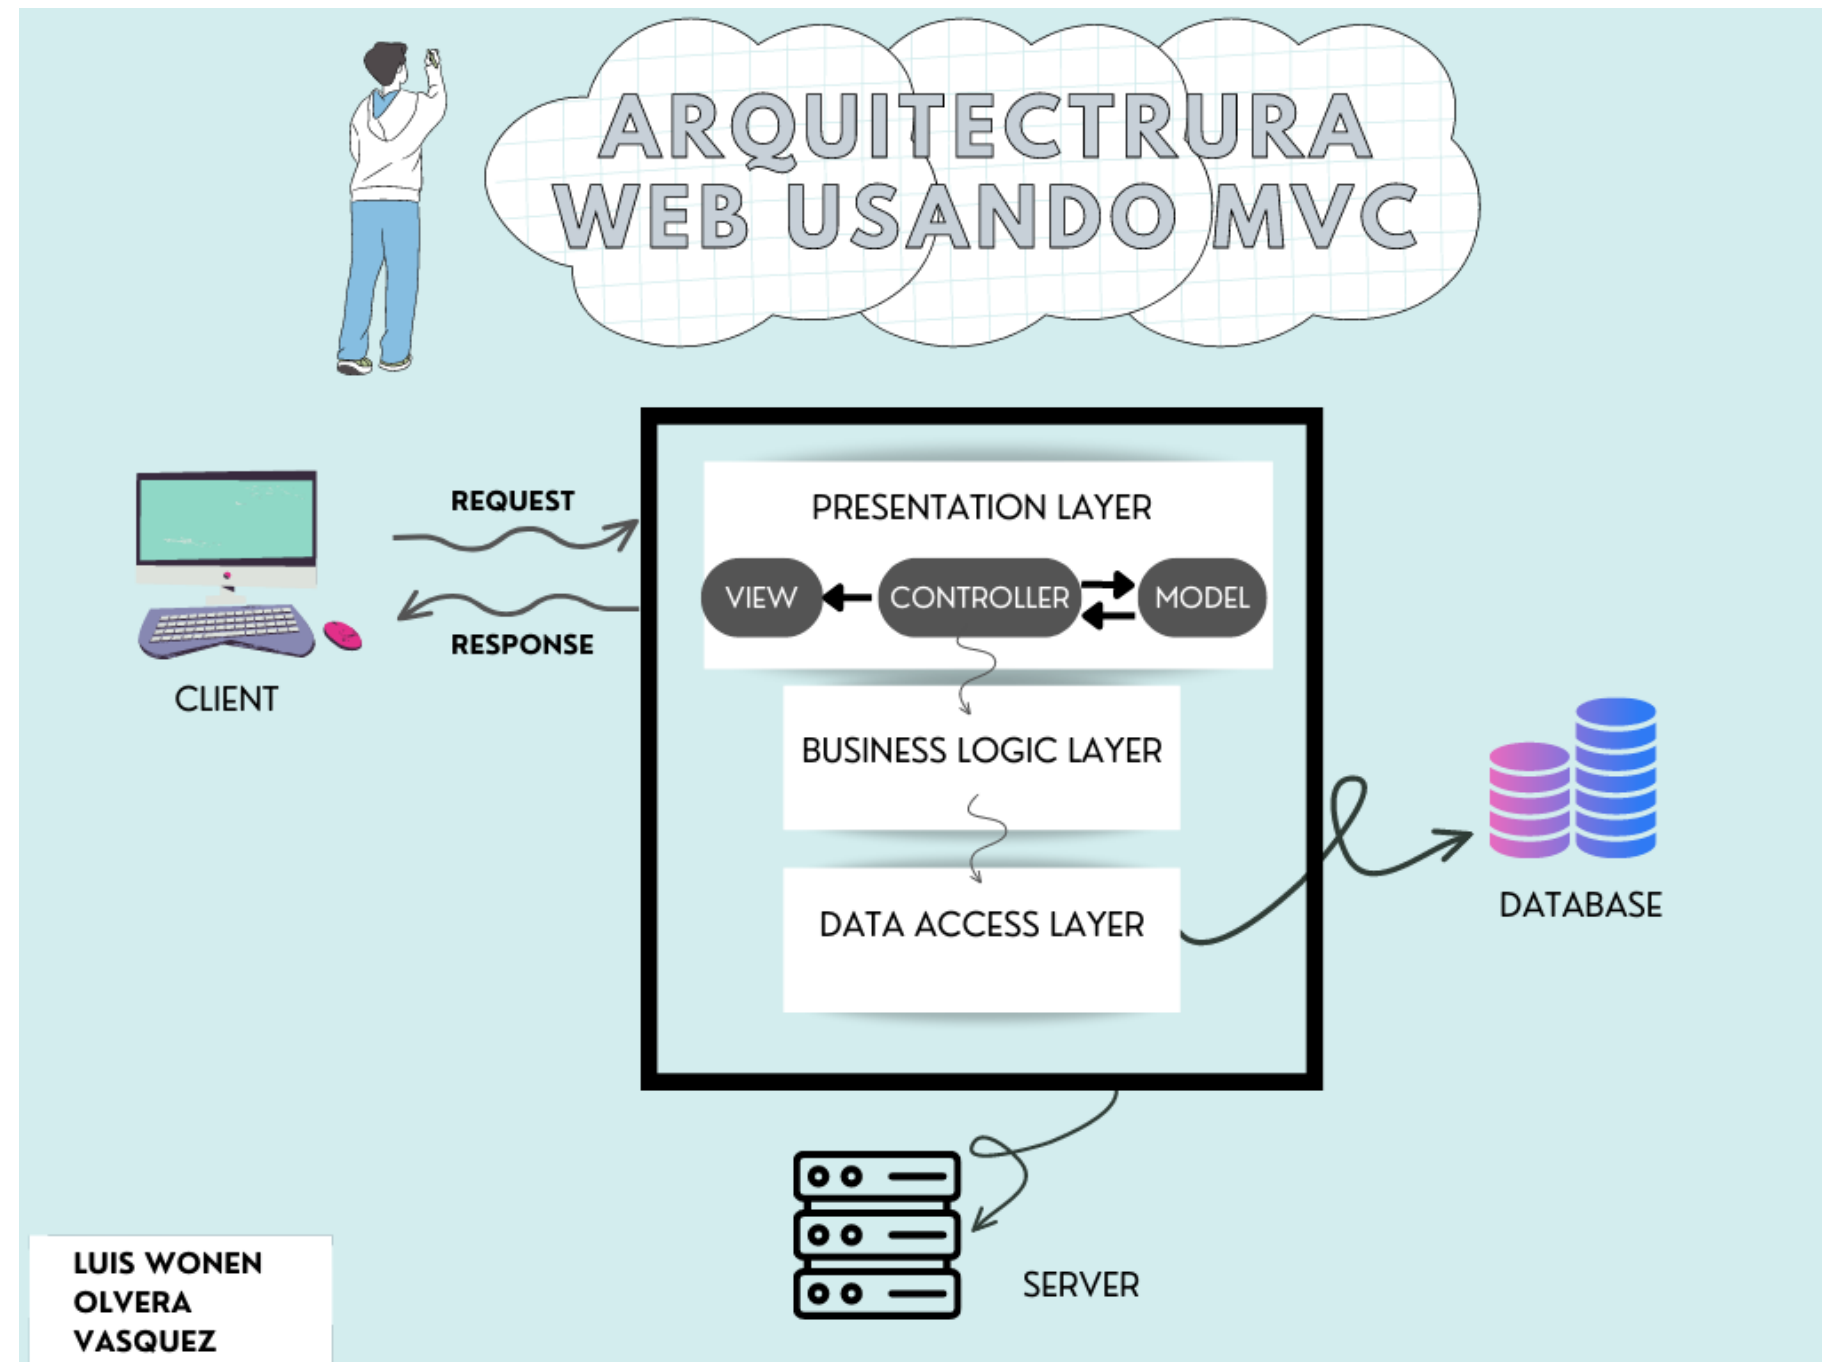 ARQUITECTRURA
WEB USANDO MVC
REQUEST
RESPONSE
CLIENT
PRESENTATION LAYER
VIEW
CONTROLLER
MODEL
BUSINESS LOGIC LAYER
DATA ACCESS LAYER
DATABASE
SERVER
LUIS WONEN
OLVERA
VASQUEZ